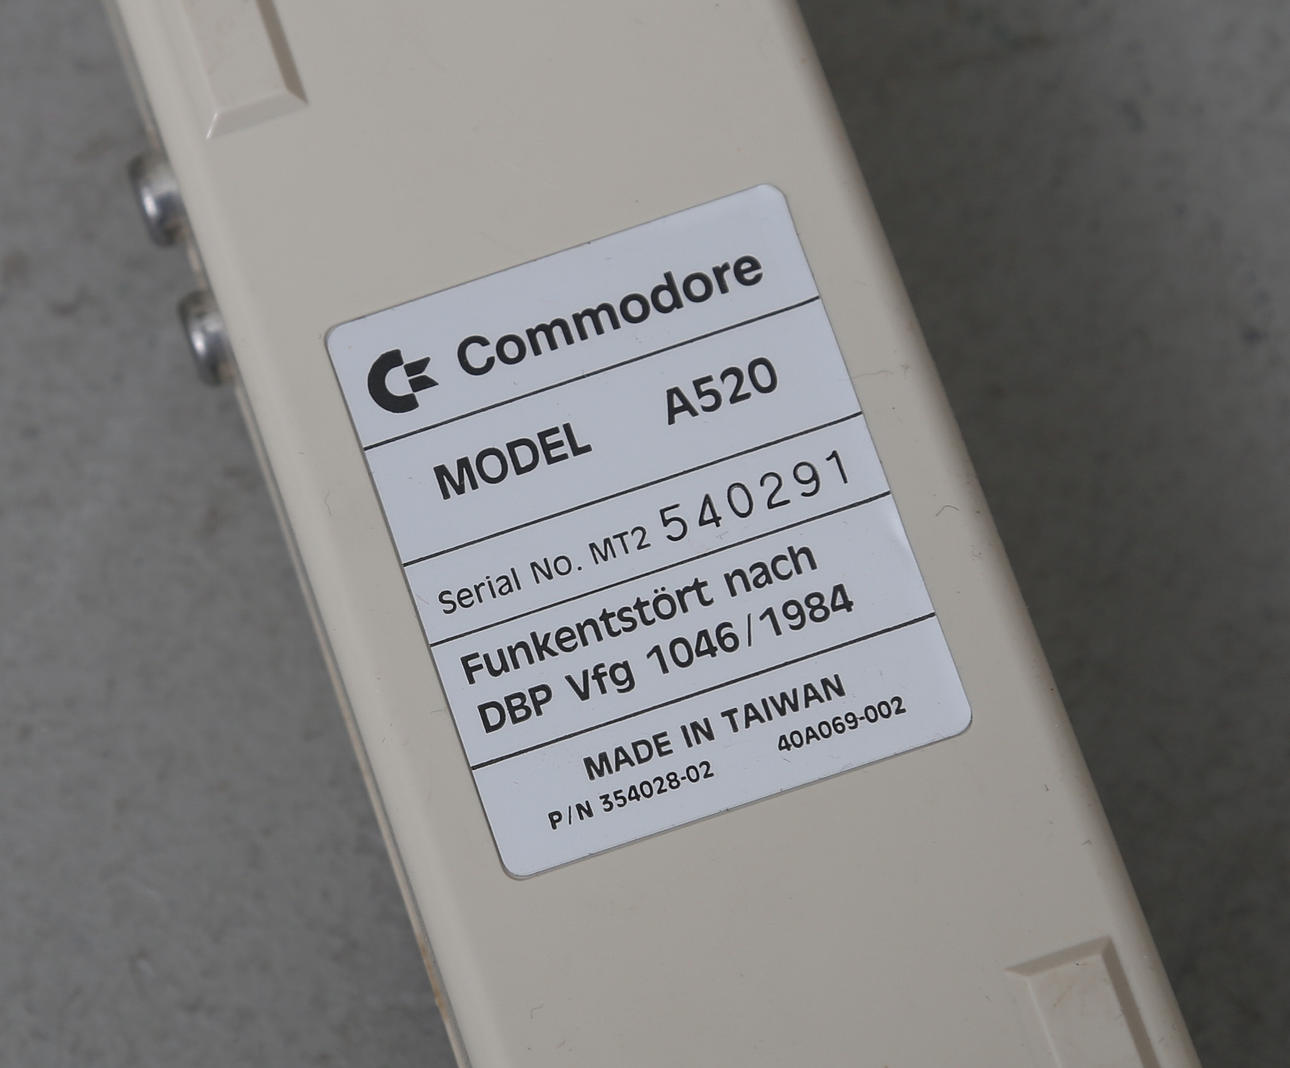 Commodore
MODEL A520
Serial No. MT2 540291
Funkentstört nach
DBP Vfg 1046/1984
MADE IN TAIWAN
P/N 354028-02 40A069-002